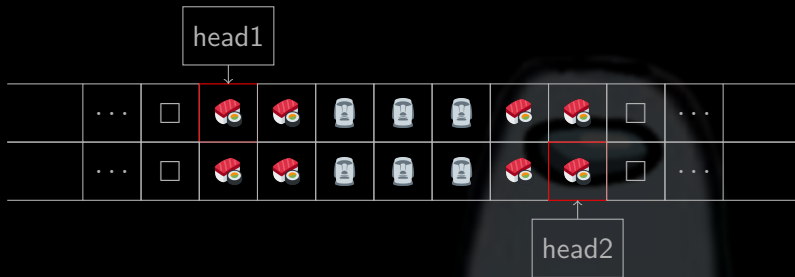 head1
··· □ 🍣 🍣 🗿 🗿 🗿 🍣 🍣 □ ···
··· □ 🍣 🍣 🗿 🗿 🗿 🍣 🍣 □ ···
head2